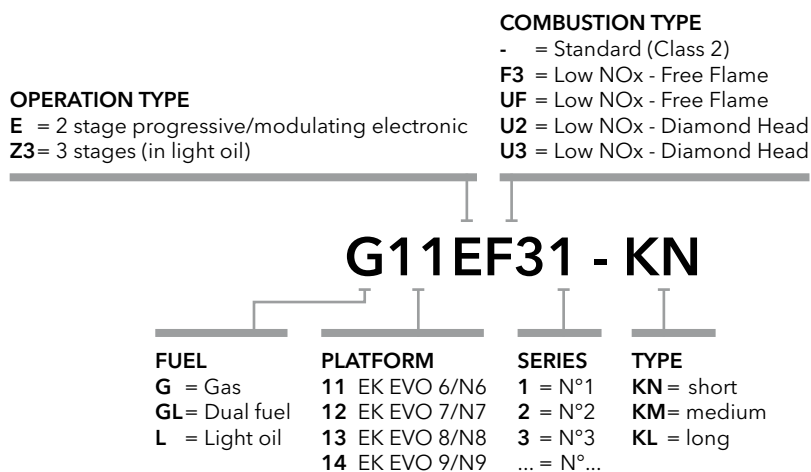 COMBUSTION TYPE
- = Standard (Class 2)
F3 = Low NOx - Free Flame
UF = Low NOx - Free Flame
U2 = Low NOx - Diamond Head
U3 = Low NOx - Diamond Head
OPERATION TYPE
E = 2 stage progressive/modulating electronic
Z3= 3 stages (in light oil)
G11EF31 - KN
FUEL
G = Gas
GL= Dual fuel
L = Light oil
PLATFORM
11 EK EVO 6/N6
12 EK EVO 7/N7
13 EK EVO 8/N8
14 EK EVO 9/N9
SERIES
1 = N°1
2 = N°2
3 = N°3
... = N°...
TYPE
KN= short
KM= medium
KL = long